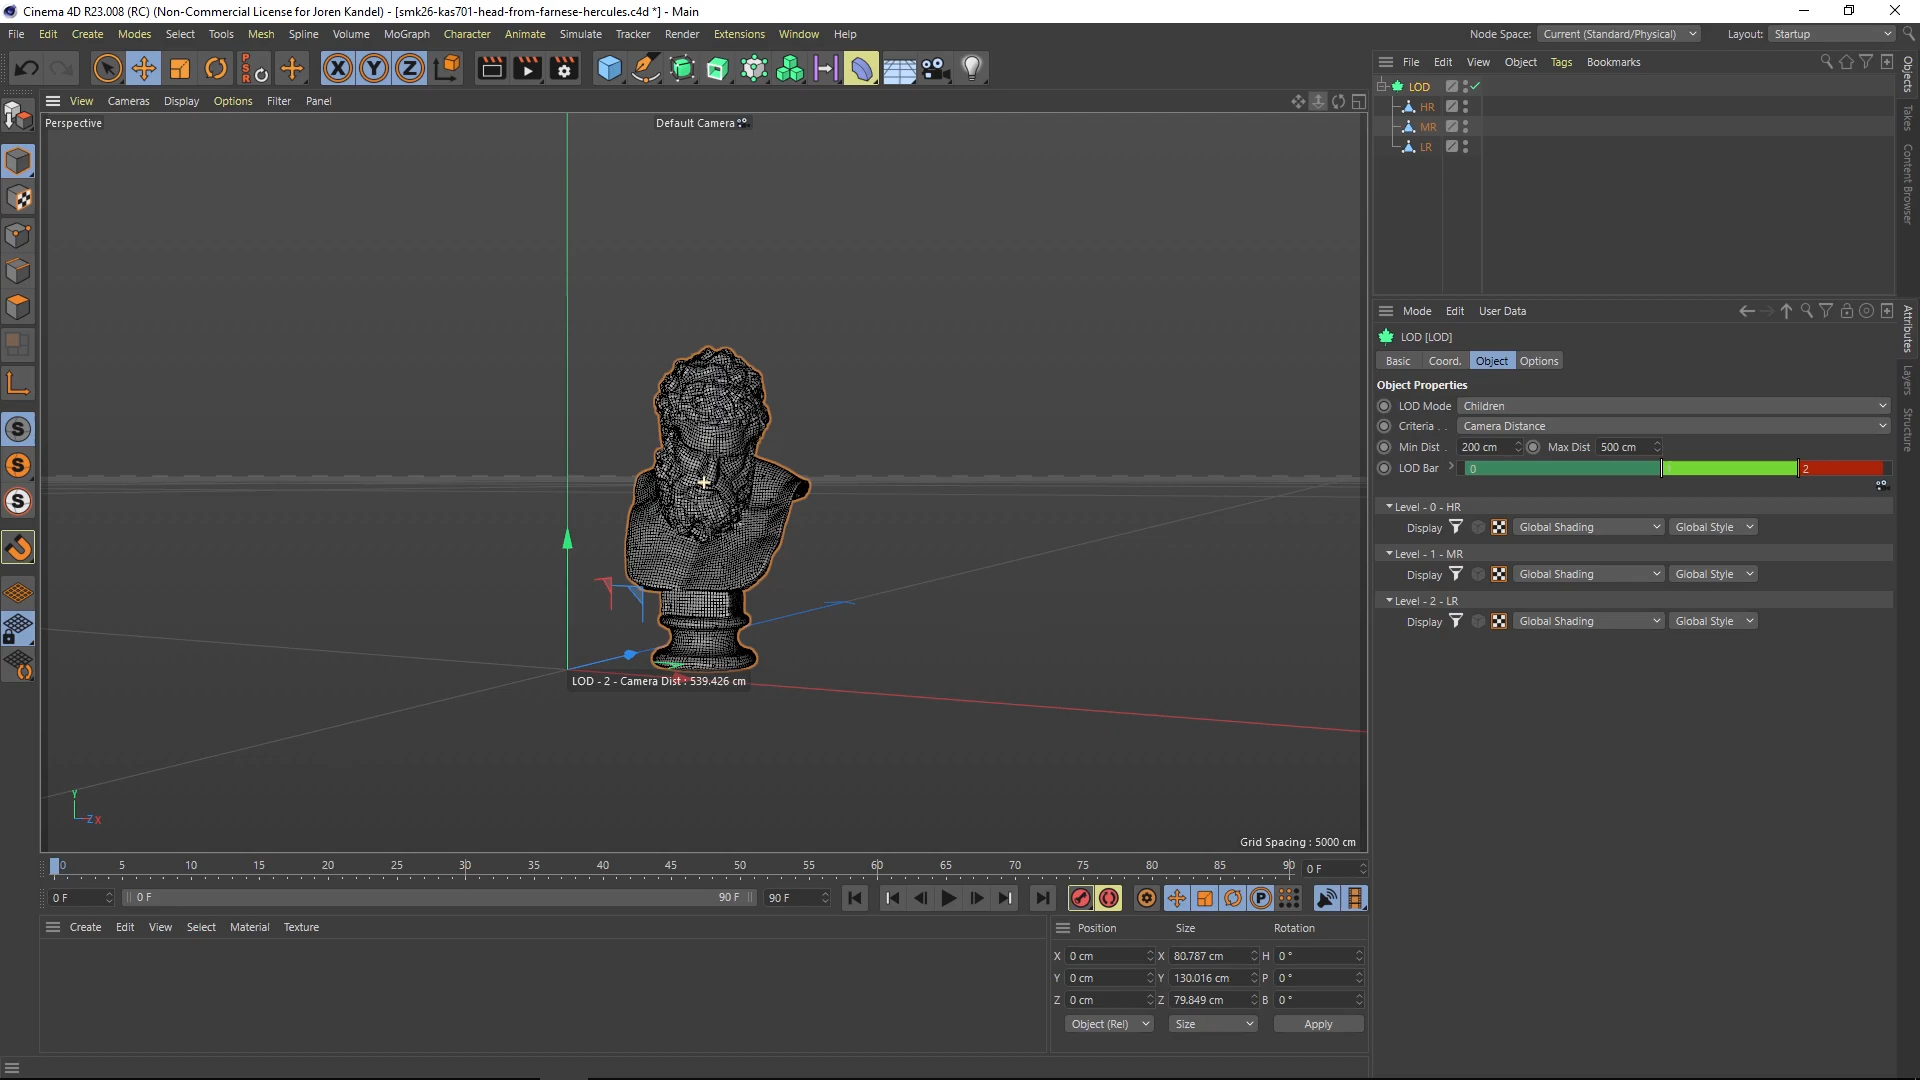 Cinema 4D R23.008 (RC) (Non-Commercial License for Joren Kandel) - [smk26-kas701-head-from-farnese-hercules.c4d *] - Main
File Edit Create Modes Select Tools Mesh Spline Volume MoGraph Character Animate Simulate Tracker Render Extensions Window Help
Node Space: Current (Standard/Physical) Layout: Startup
PSR X Y Z
File Edit View Object Tags Bookmarks
View Cameras Display Options Filter Panel
Perspective
Default Camera
LOD
HR
MR
LR
Objects
Takes
Content Browser
Mode Edit User Data
LOD [LOD]
Basic Coord. Object Options
Object Properties
LOD Mode Children
Criteria . . Camera Distance
Min Dist . 200 cm Max Dist 500 cm
LOD Bar 0 2
Level - 0 - HR
Display Global Shading Global Style
Level - 1 - MR
Display Global Shading Global Style
Level - 2 - LR
Display Global Shading Global Style
Attributes
Layers
Structure
S
S
S
LOD - 2 - Camera Dist : 539.426 cm
Y
Z X
Grid Spacing : 5000 cm
0 5 10 15 20 25 30 35 40 45 50 55 60 65 70 75 80 85 90 0 F
0 F 0 F 90 F 90 F P
Create Edit View Select Material Texture
Position Size Rotation
X 0 cm X 80.787 cm H 0 °
Y 0 cm Y 130.016 cm P 0 °
Z 0 cm Z 79.849 cm B 0 °
Object (Rel) Size Apply